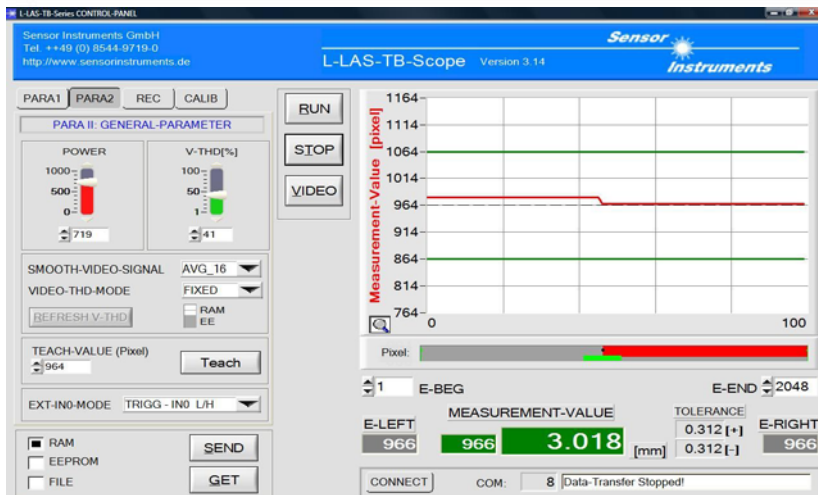 L-LAS-TB-Series CONTROL-PANEL
Sensor Instruments GmbH
Tel. ++49 (0) 8544-9719-0
http://www.sensorinstruments.de
L-LAS-TB-Scope Version 3.14
Sensor
Instruments
PARA1 PARA2 REC CALIB
PARA II: GENERAL-PARAMETER
POWER V-THD[%]
1000 100
500 50
0 1
719 41
SMOOTH-VIDEO-SIGNAL AVG_16
VIDEO-THD-MODE FIXED
REFRESH V-THD RAM
EE
TEACH-VALUE (Pixel)
964 Teach
EXT-IN0-MODE TRIGG - IN0 L/H
RAM
EEPROM
FILE
SEND
GET
RUN
STOP
VIDEO
Measurement-Value [pixel]
1164
1114
1064
1014
964
914
864
814
764
0 100
Pixel:
1 E-BEG E-END 2048
MEASUREMENT-VALUE TOLERANCE
E-LEFT 0.312 [+] E-RIGHT
966 966 3.018 [mm] 0.312 [-] 966
CONNECT COM: 8 Data-Transfer Stopped!